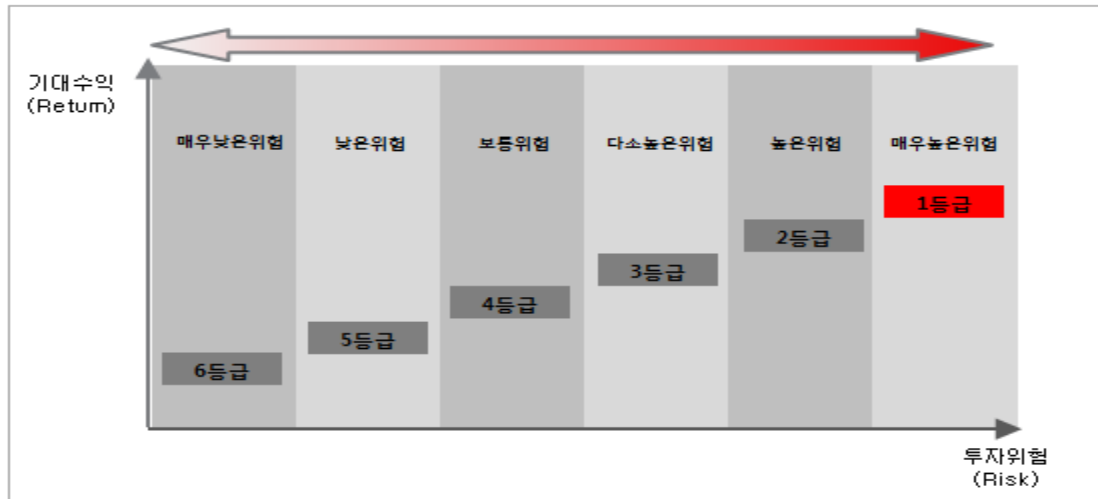 기대수익
(Retum)
매우낮은위험
낮은위험
보통위험
다소높은위험
높은위험
매우높은위험
1등급
2등급
3등급
4등급
5등급
6등급
투자위험
(Risk)